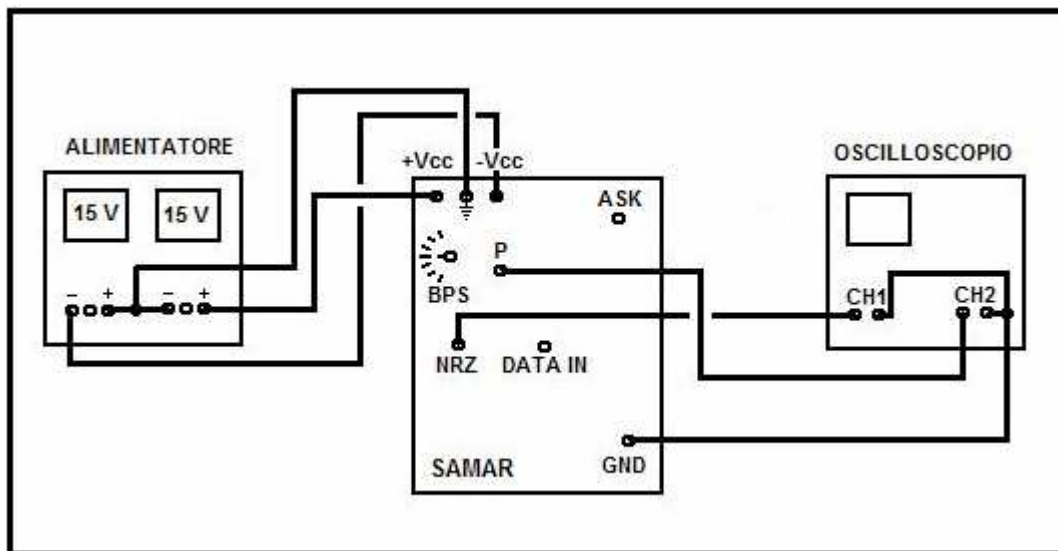 ALIMENTATORE
15 V 15 V
- + - +
+Vcc -Vcc
ASK
P
BPS
NRZ DATA IN
GND
SAMAR
OSCILLOSCOPIO
CH1 CH2